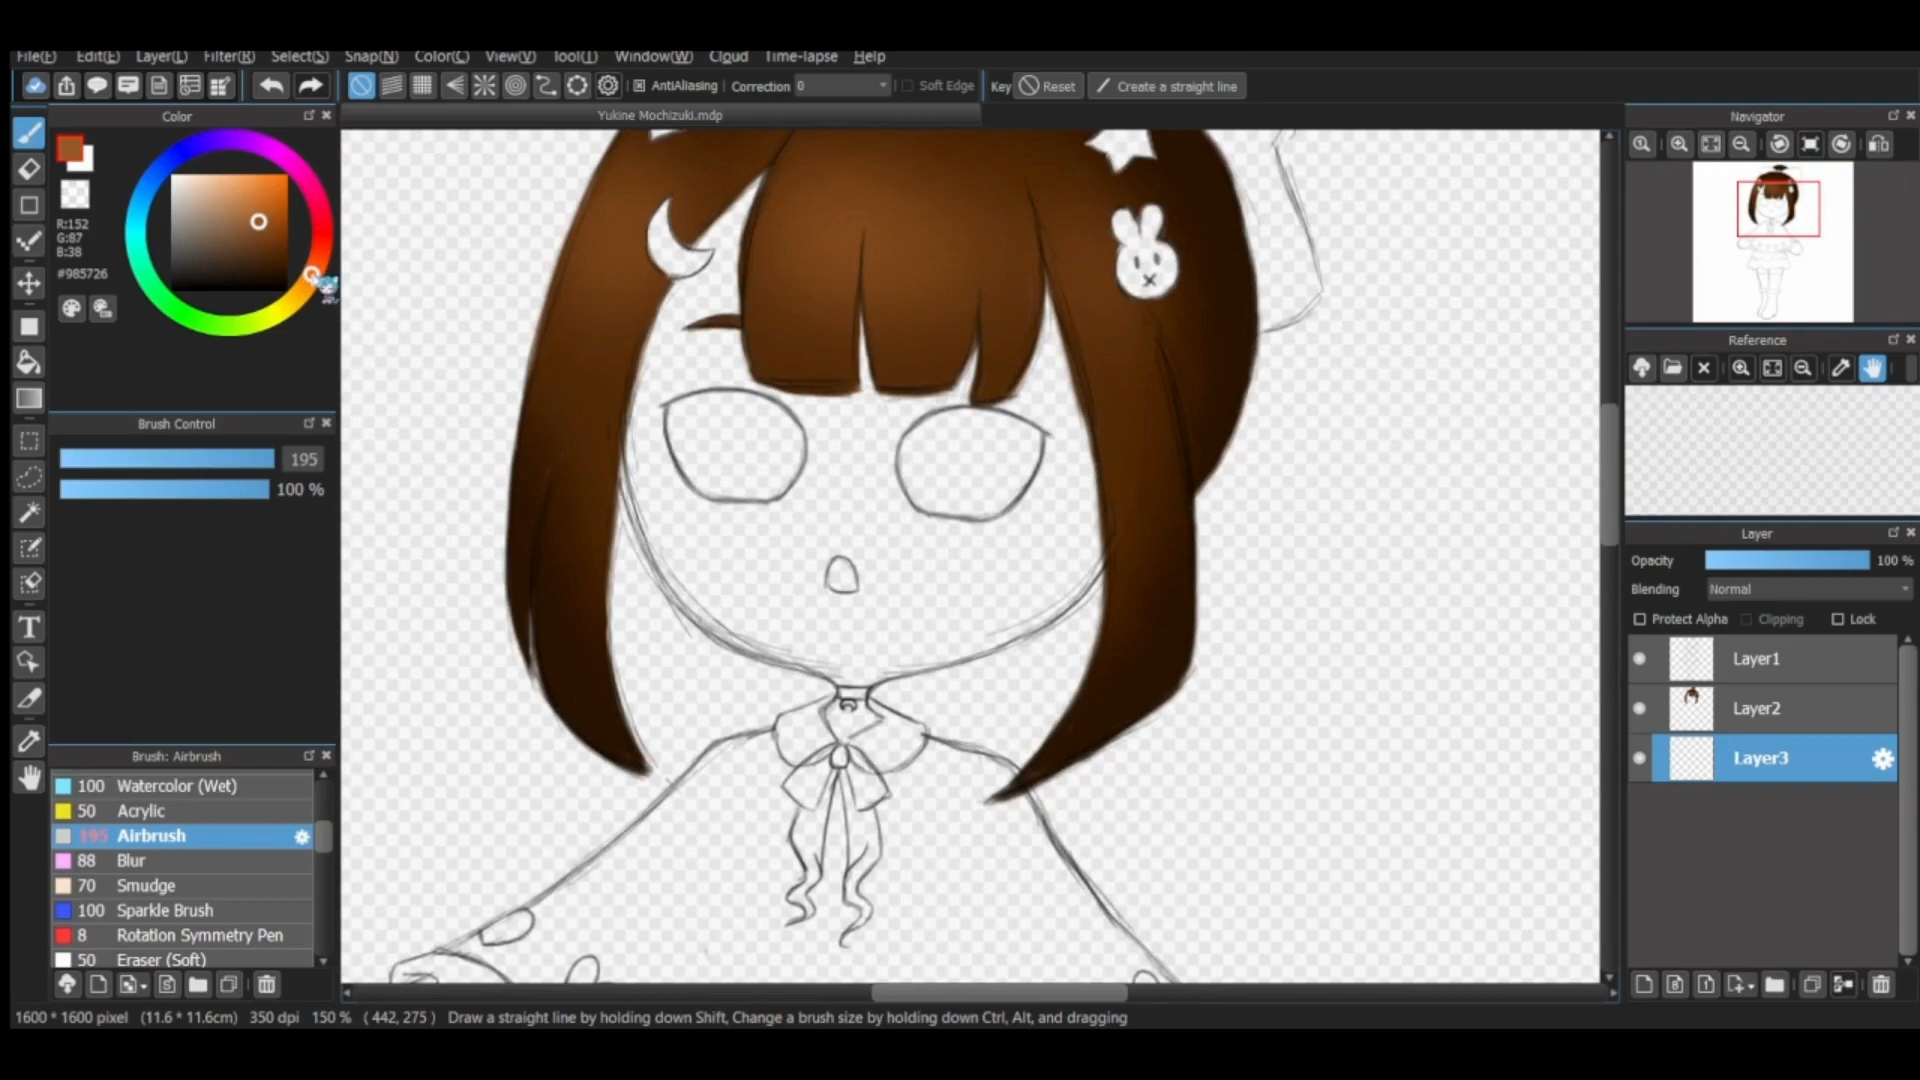 File(F) Edit(E) Layer(L) Filter(R) Select(S) Snap(N) Color(C) View(V) Tool(T) Window(W) Cloud Time-lapse Help
AntiAliasing Correction 0 Soft Edge Key Reset Create a straight line
Color
Yukine Mochizuki.mdp
Navigator
R:152
G:87
B:38
#985726
Reference
Brush Control
195
100 %
Layer
Opacity 100 %
Blending Normal
Protect Alpha Clipping Lock
Layer1
Layer2
Layer3
Brush: Airbrush
100 Watercolor (Wet)
50 Acrylic
195 Airbrush
88 Blur
70 Smudge
100 Sparkle Brush
8 Rotation Symmetry Pen
50 Eraser (Soft)
1600 * 1600 pixel (11.6 * 11.6cm) 350 dpi 150 % ( 442, 275 ) Draw a straight line by holding down Shift, Change a brush size by holding down Ctrl, Alt, and dragging